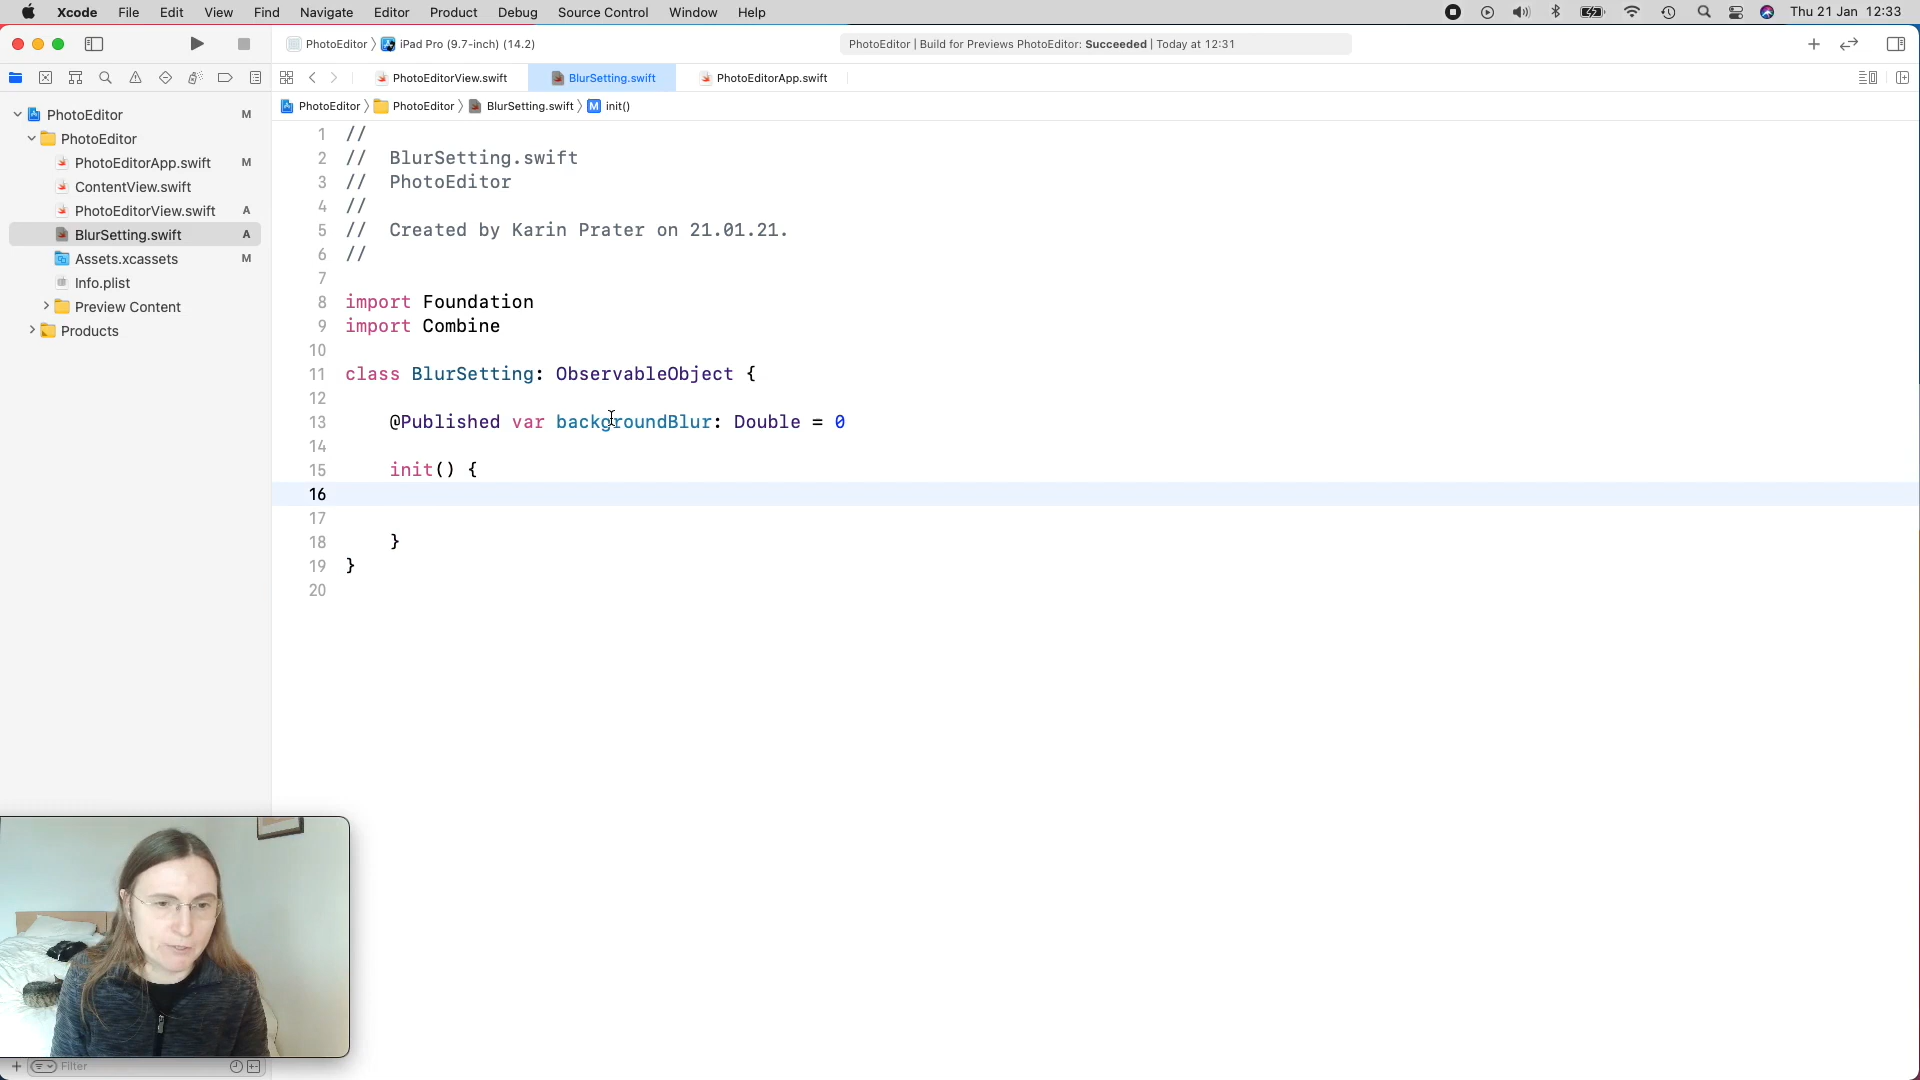 Xcode File Edit View Find Navigate Editor Product Debug Source Control Window Help Thu 21 Jan 12:33
PhotoEditor iPad Pro (9.7-inch) (14.2) PhotoEditor | Build for Previews PhotoEditor: Succeeded | Today at 12:31
PhotoEditorView.swift BlurSetting.swift PhotoEditorApp.swift
PhotoEditor PhotoEditor BlurSetting.swift M init()
PhotoEditor M
PhotoEditor
PhotoEditorApp.swift M
ContentView.swift
PhotoEditorView.swift A
BlurSetting.swift A
Assets.xcassets M
Info.plist
Preview Content
Products
1 //
2 // BlurSetting.swift
3 // PhotoEditor
4 //
5 // Created by Karin Prater on 21.01.21.
6 //
7
8 import Foundation
9 import Combine
10
11 class BlurSetting: ObservableObject {
12
13 @Published var backgroundBlur: Double = 0
14
15 init() {
16
17
18 }
19 }
20
Filter